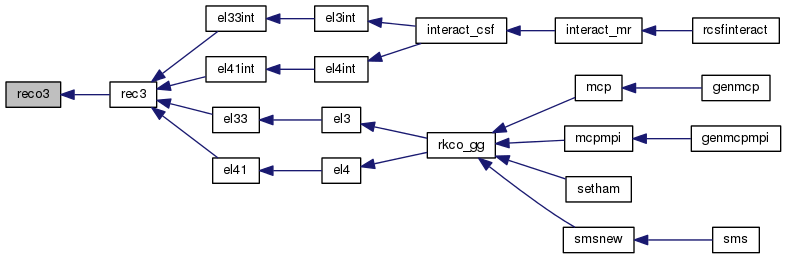 el33int
el3int
interact_csf
interact_mr
rcsfinteract
el41int
el4int
reco3
rec3
mcp
genmcp
el33
el3
rkco_gg
mcpmpi
genmcpmpi
el41
el4
setham
smsnew
sms